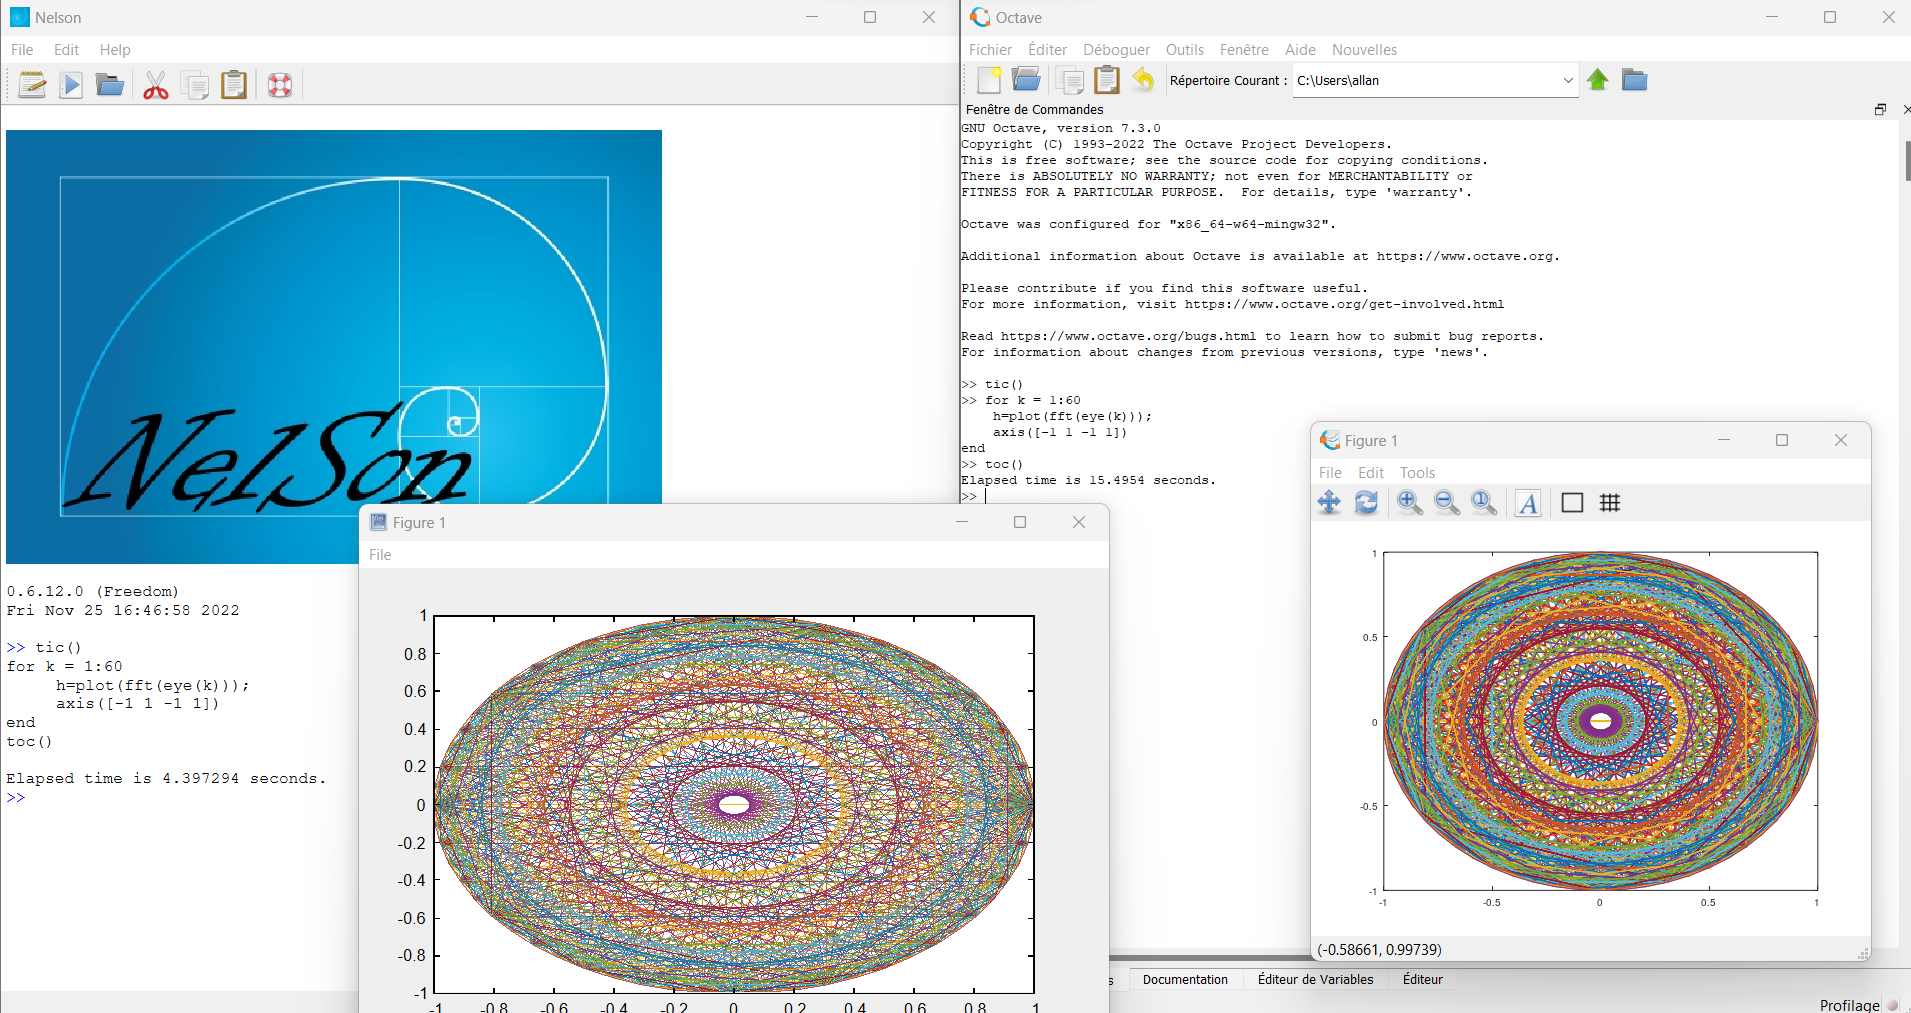 Nelson
File Edit Help
NelSon
0.6.12.0 (Freedom)
Fri Nov 25 16:46:58 2022
>> tic()
for k = 1:60
h=plot(fft(eye(k)));
axis([-1 1 -1 1])
end
toc()
Elapsed time is 4.397294 seconds.
>>
Figure 1
File
1
0.8
0.6
0.4
0.2
0
-0.2
-0.4
-0.6
-0.8
-1
-1 -0.8 -0.6 -0.4 -0.2 0 0.2 0.4 0.6 0.8 1
Octave
Fichier Éditer Déboguer Outils Fenêtre Aide Nouvelles
Répertoire Courant : C:\Users\allan
Fenêtre de Commandes
GNU Octave, version 7.3.0
Copyright (C) 1993-2022 The Octave Project Developers.
This is free software; see the source code for copying conditions.
There is ABSOLUTELY NO WARRANTY; not even for MERCHANTABILITY or
FITNESS FOR A PARTICULAR PURPOSE.  For details, type 'warranty'.
Octave was configured for "x86_64-w64-mingw32".
Additional information about Octave is available at https://www.octave.org.
Please contribute if you find this software useful.
For more information, visit https://www.octave.org/get-involved.html
Read https://www.octave.org/bugs.html to learn how to submit bug reports.
For information about changes from previous versions, type 'news'.
>> tic()
>> for k = 1:60
h=plot(fft(eye(k)));
axis([-1 1 -1 1])
end
>> toc()
Elapsed time is 15.4954 seconds.
>>
Figure 1
File Edit Tools
1
0.5
0
-0.5
-1
-1 -0.5 0 0.5 1
(-0.58661, 0.99739)
s Documentation Éditeur de Variables Éditeur
Profilage